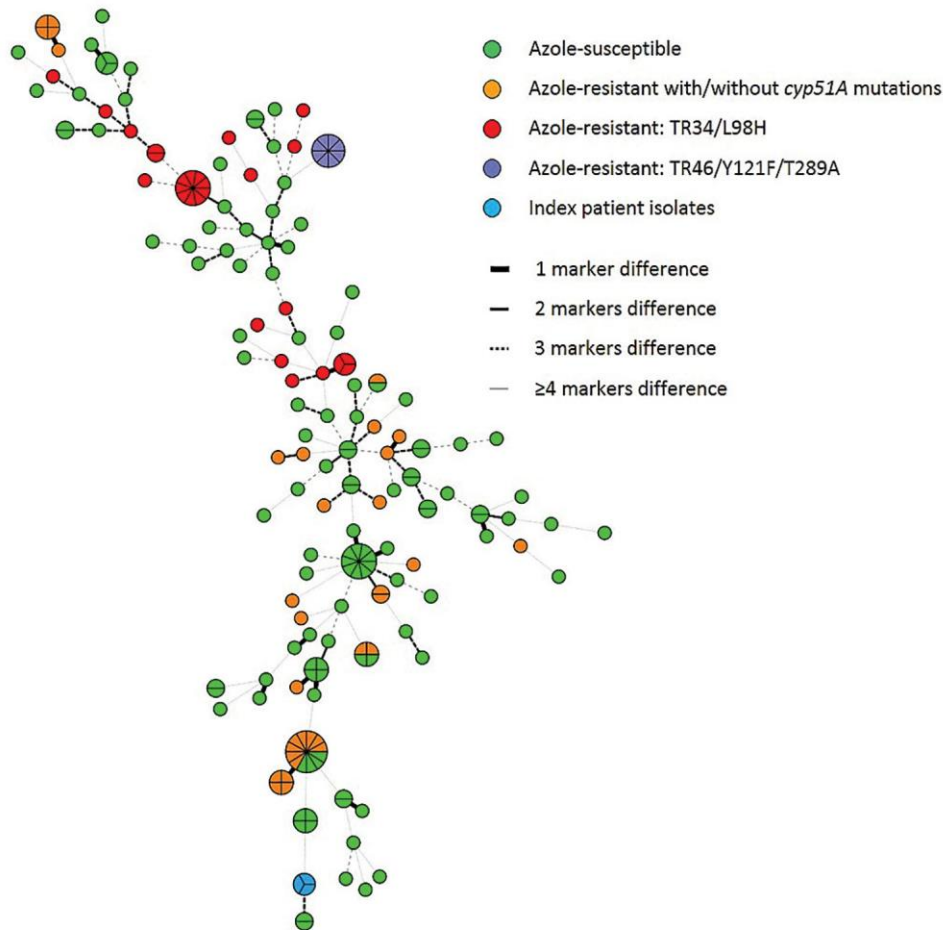 Azole-susceptible
Azole-resistant with/without cyp51A mutations
Azole-resistant: TR34/L98H
Azole-resistant: TR46/Y121F/T289A
Index patient isolates
1 marker difference
2 markers difference
3 markers difference
≥4 markers difference